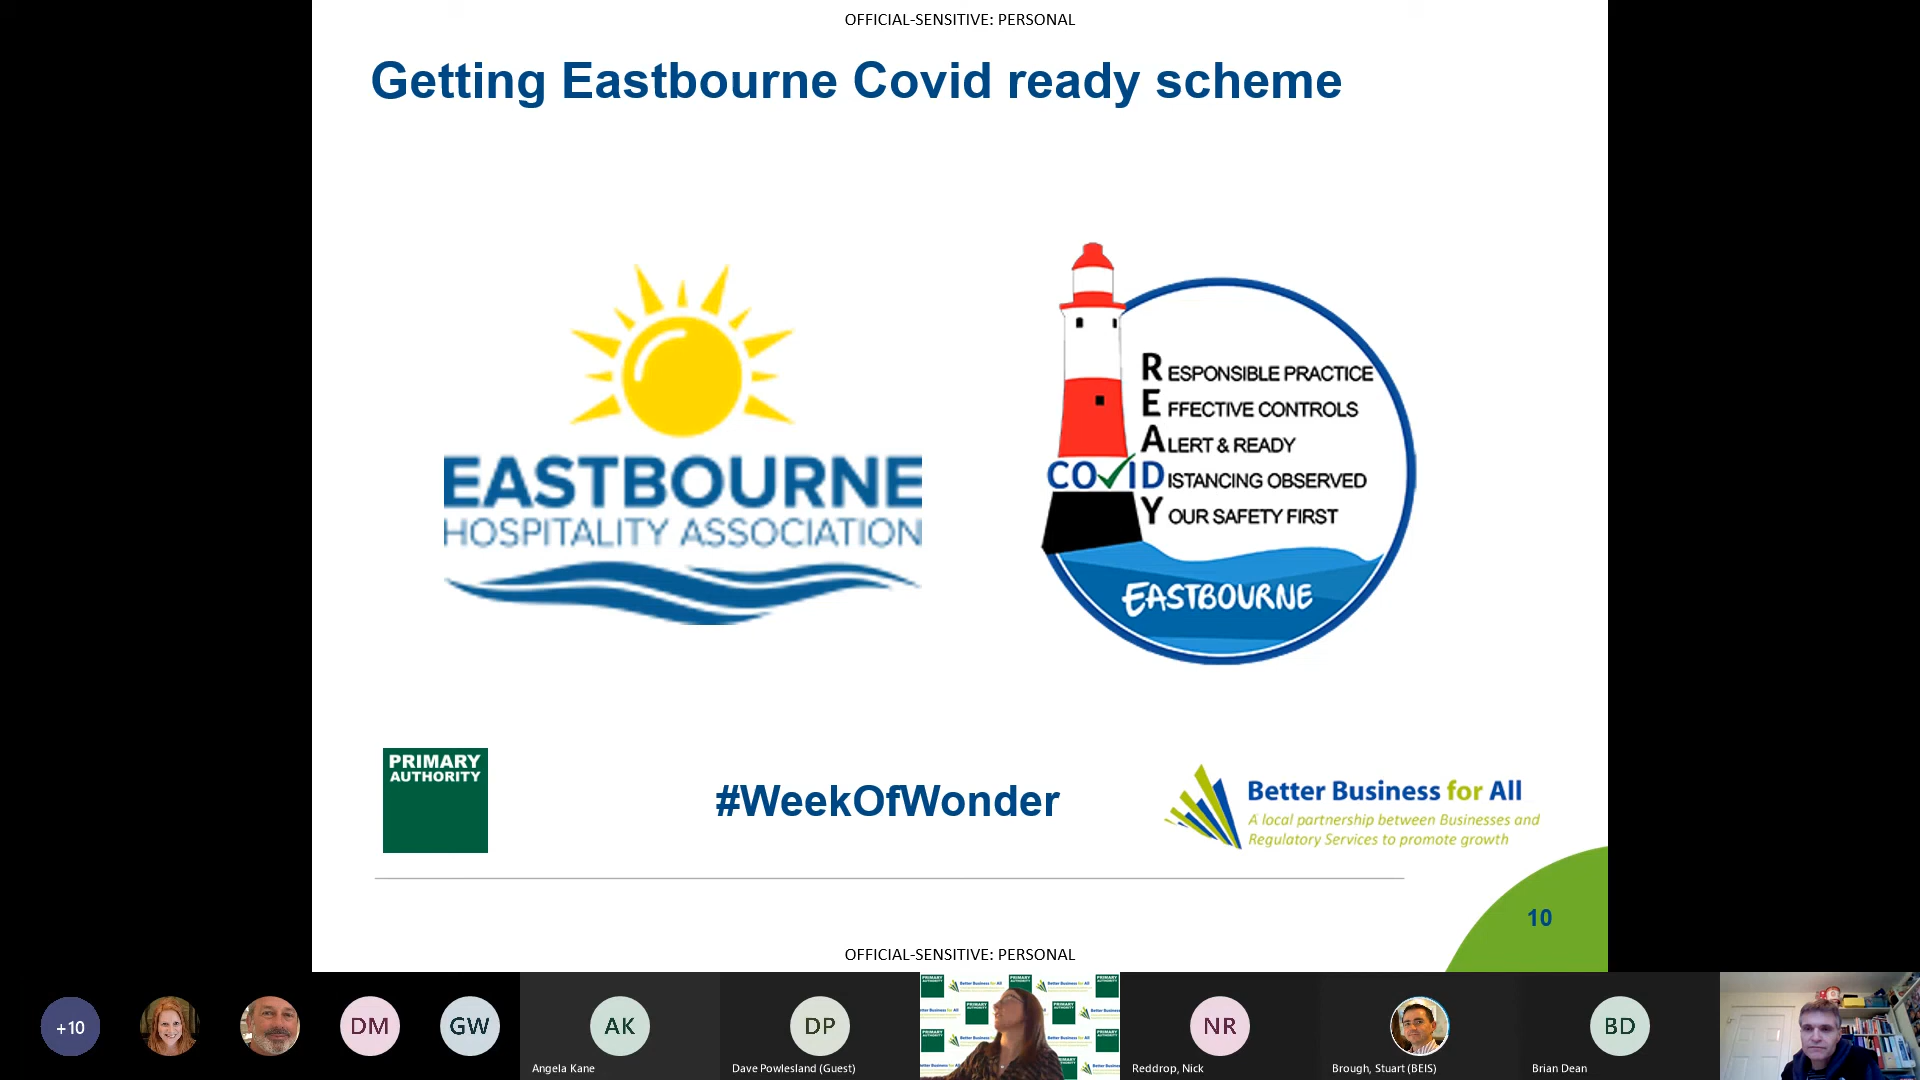 OFFICIAL-SENSITIVE: PERSONAL
Getting Eastbourne Covid ready scheme
EASTBOURNE
HOSPITALITY ASSOCIATION
RESPONSIBLE PRACTICE
EFFECTIVE CONTROLS
ALERT & READY
COVID DISTANCING OBSERVED
YOUR SAFETY FIRST
EASTBOURNE
PRIMARY
AUTHORITY
#WeekOfWonder
Better Business for All
A local partnership between Businesses and
Regulatory Services to promote growth
10
OFFICIAL-SENSITIVE: PERSONAL
+10
DM
GW
AK
Angela Kane
DP
Dave Powlesland (Guest)
NR
Reddrop, Nick
Brough, Stuart (BEIS)
BD
Brian Dean